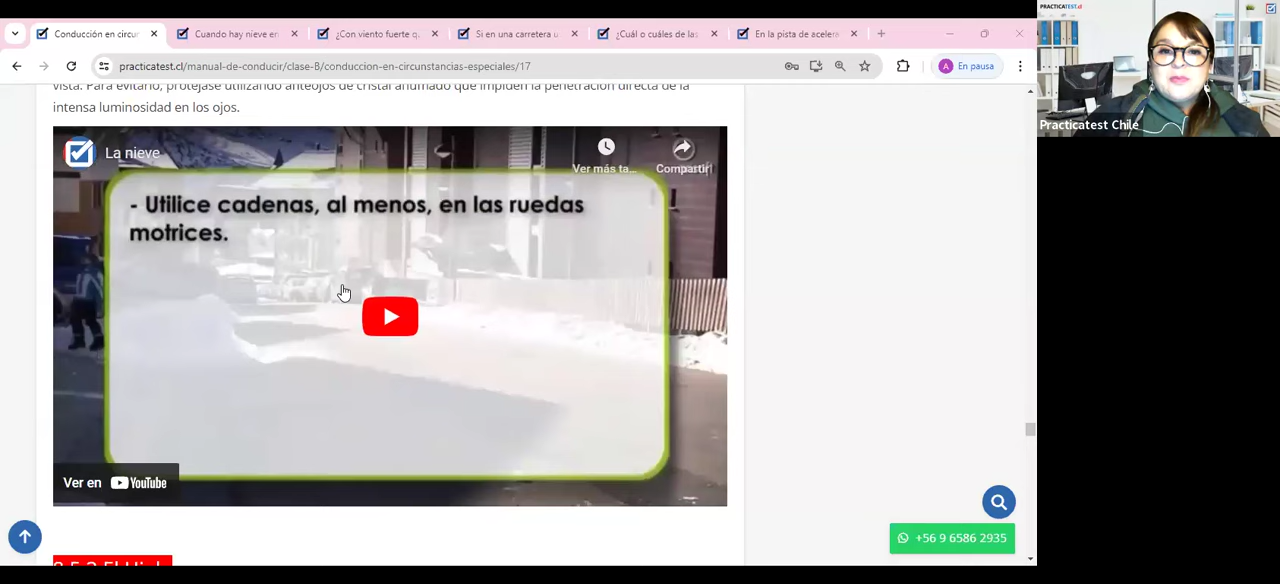 Conducción en circur
Cuando hay nieve en
¿Con viento fuerte q
Si en una carretera u
¿Cuál o cuáles de las
En la pista de acelera
practicatest.cl/manual-de-conducir/clase-B/conduccion-en-circunstancias-especiales/17
A
En pausa
PRACTICATEST.cl
Practicatest Chile
vista. Para evitarlo, protéjase utilizando anteojos de cristal ahumado que impiden la penetración directa de la
intensa luminosidad en los ojos.
La nieve
Ver más ta...
Compartir
- Utilice cadenas, al menos, en las ruedas
motrices.
Ver en YouTube
+56 9 6586 2935